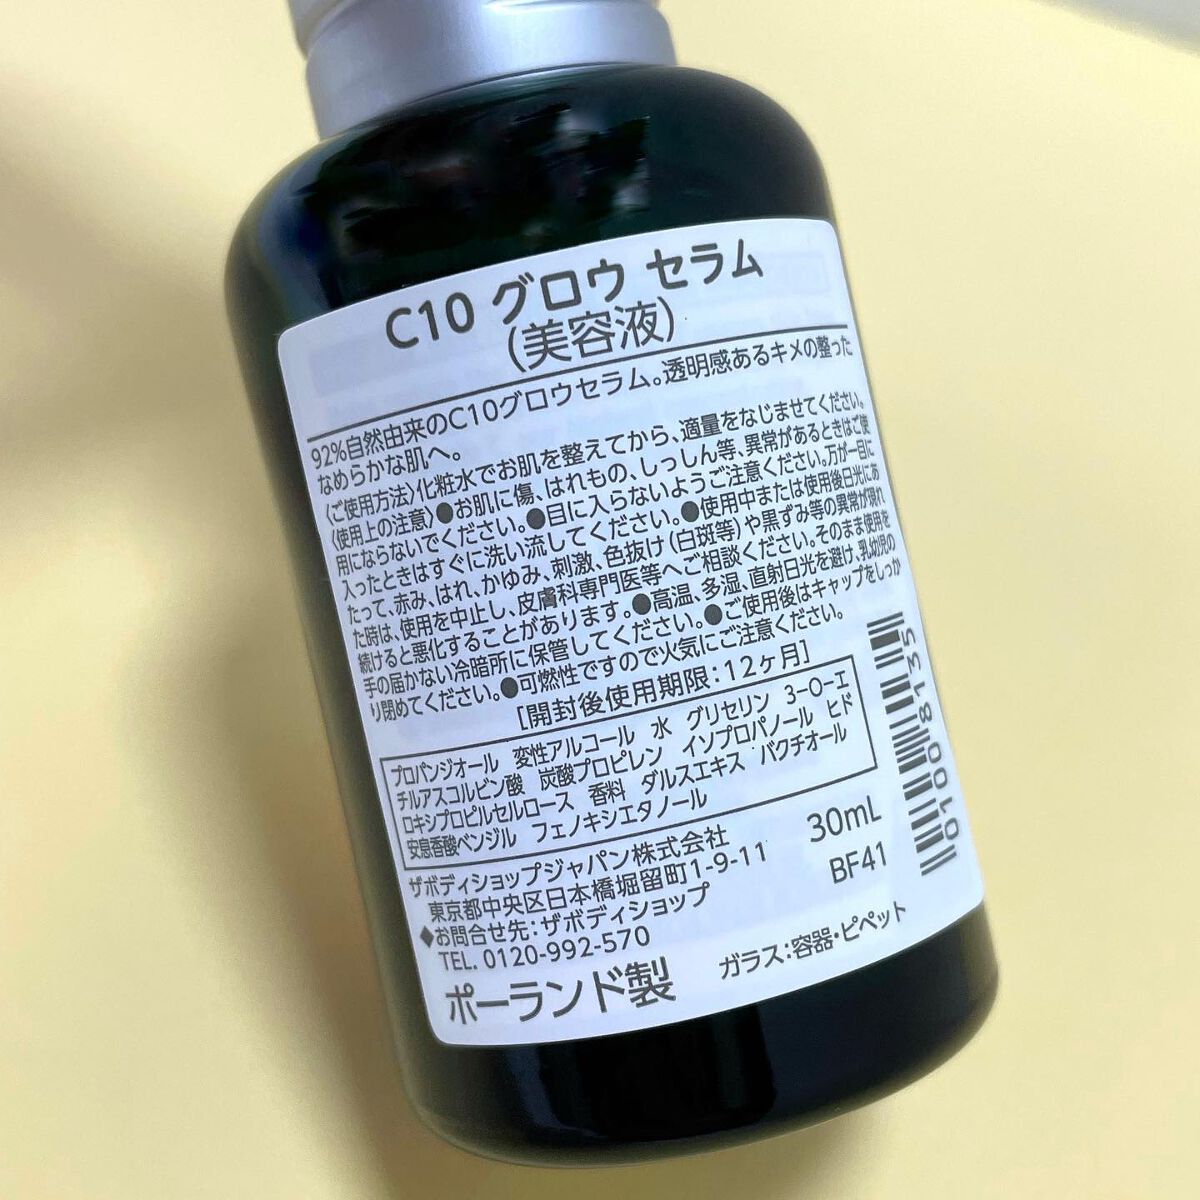 C10 グロウ セラム
(美容液)
92%自然由来のC10グロウセラム。透明感あるキメの整った
なめらかな肌へ。
〈ご使用方法〉化粧水でお肌を整えてから、適量をなじませてください。
〈使用上の注意〉●お肌に傷、はれもの、しっしん等、異常があるときはご使
用にならないでください。●目に入らないようご注意ください。万が一目に
入ったときはすぐに洗い流してください。●使用中または使用後日光にあ
たって、赤み、はれ、かゆみ、刺激、色抜け(白斑等)や黒ずみ等の異常が現れ
た時は、使用を中止し、皮膚科専門医等へご相談ください。そのまま使用を
続けると悪化することがあります。●高温、多湿、直射日光を避け、乳幼児の
手の届かない冷暗所に保管してください。●ご使用後はキャップをしっか
り閉めてください。●可燃性ですので火気にご注意ください。
[開封後使用期限:12ヶ月]
プロパンジオール 変性アルコール 水 グリセリン 3-O-エ
チルアスコルビン酸 炭酸プロピレン イソプロパノール ヒド
ロキシプロピルセルロース 香料 ダルスエキス バクチオール
安息香酸ベンジル フェノキシエタノール
ザボディショップジャパン株式会社
東京都中央区日本橋堀留町1-9-11
◆お問合せ先:ザボディショップ
TEL. 0120-992-570
ポーランド製
30mL
BF41
ガラス:容器・ピペット
01008135